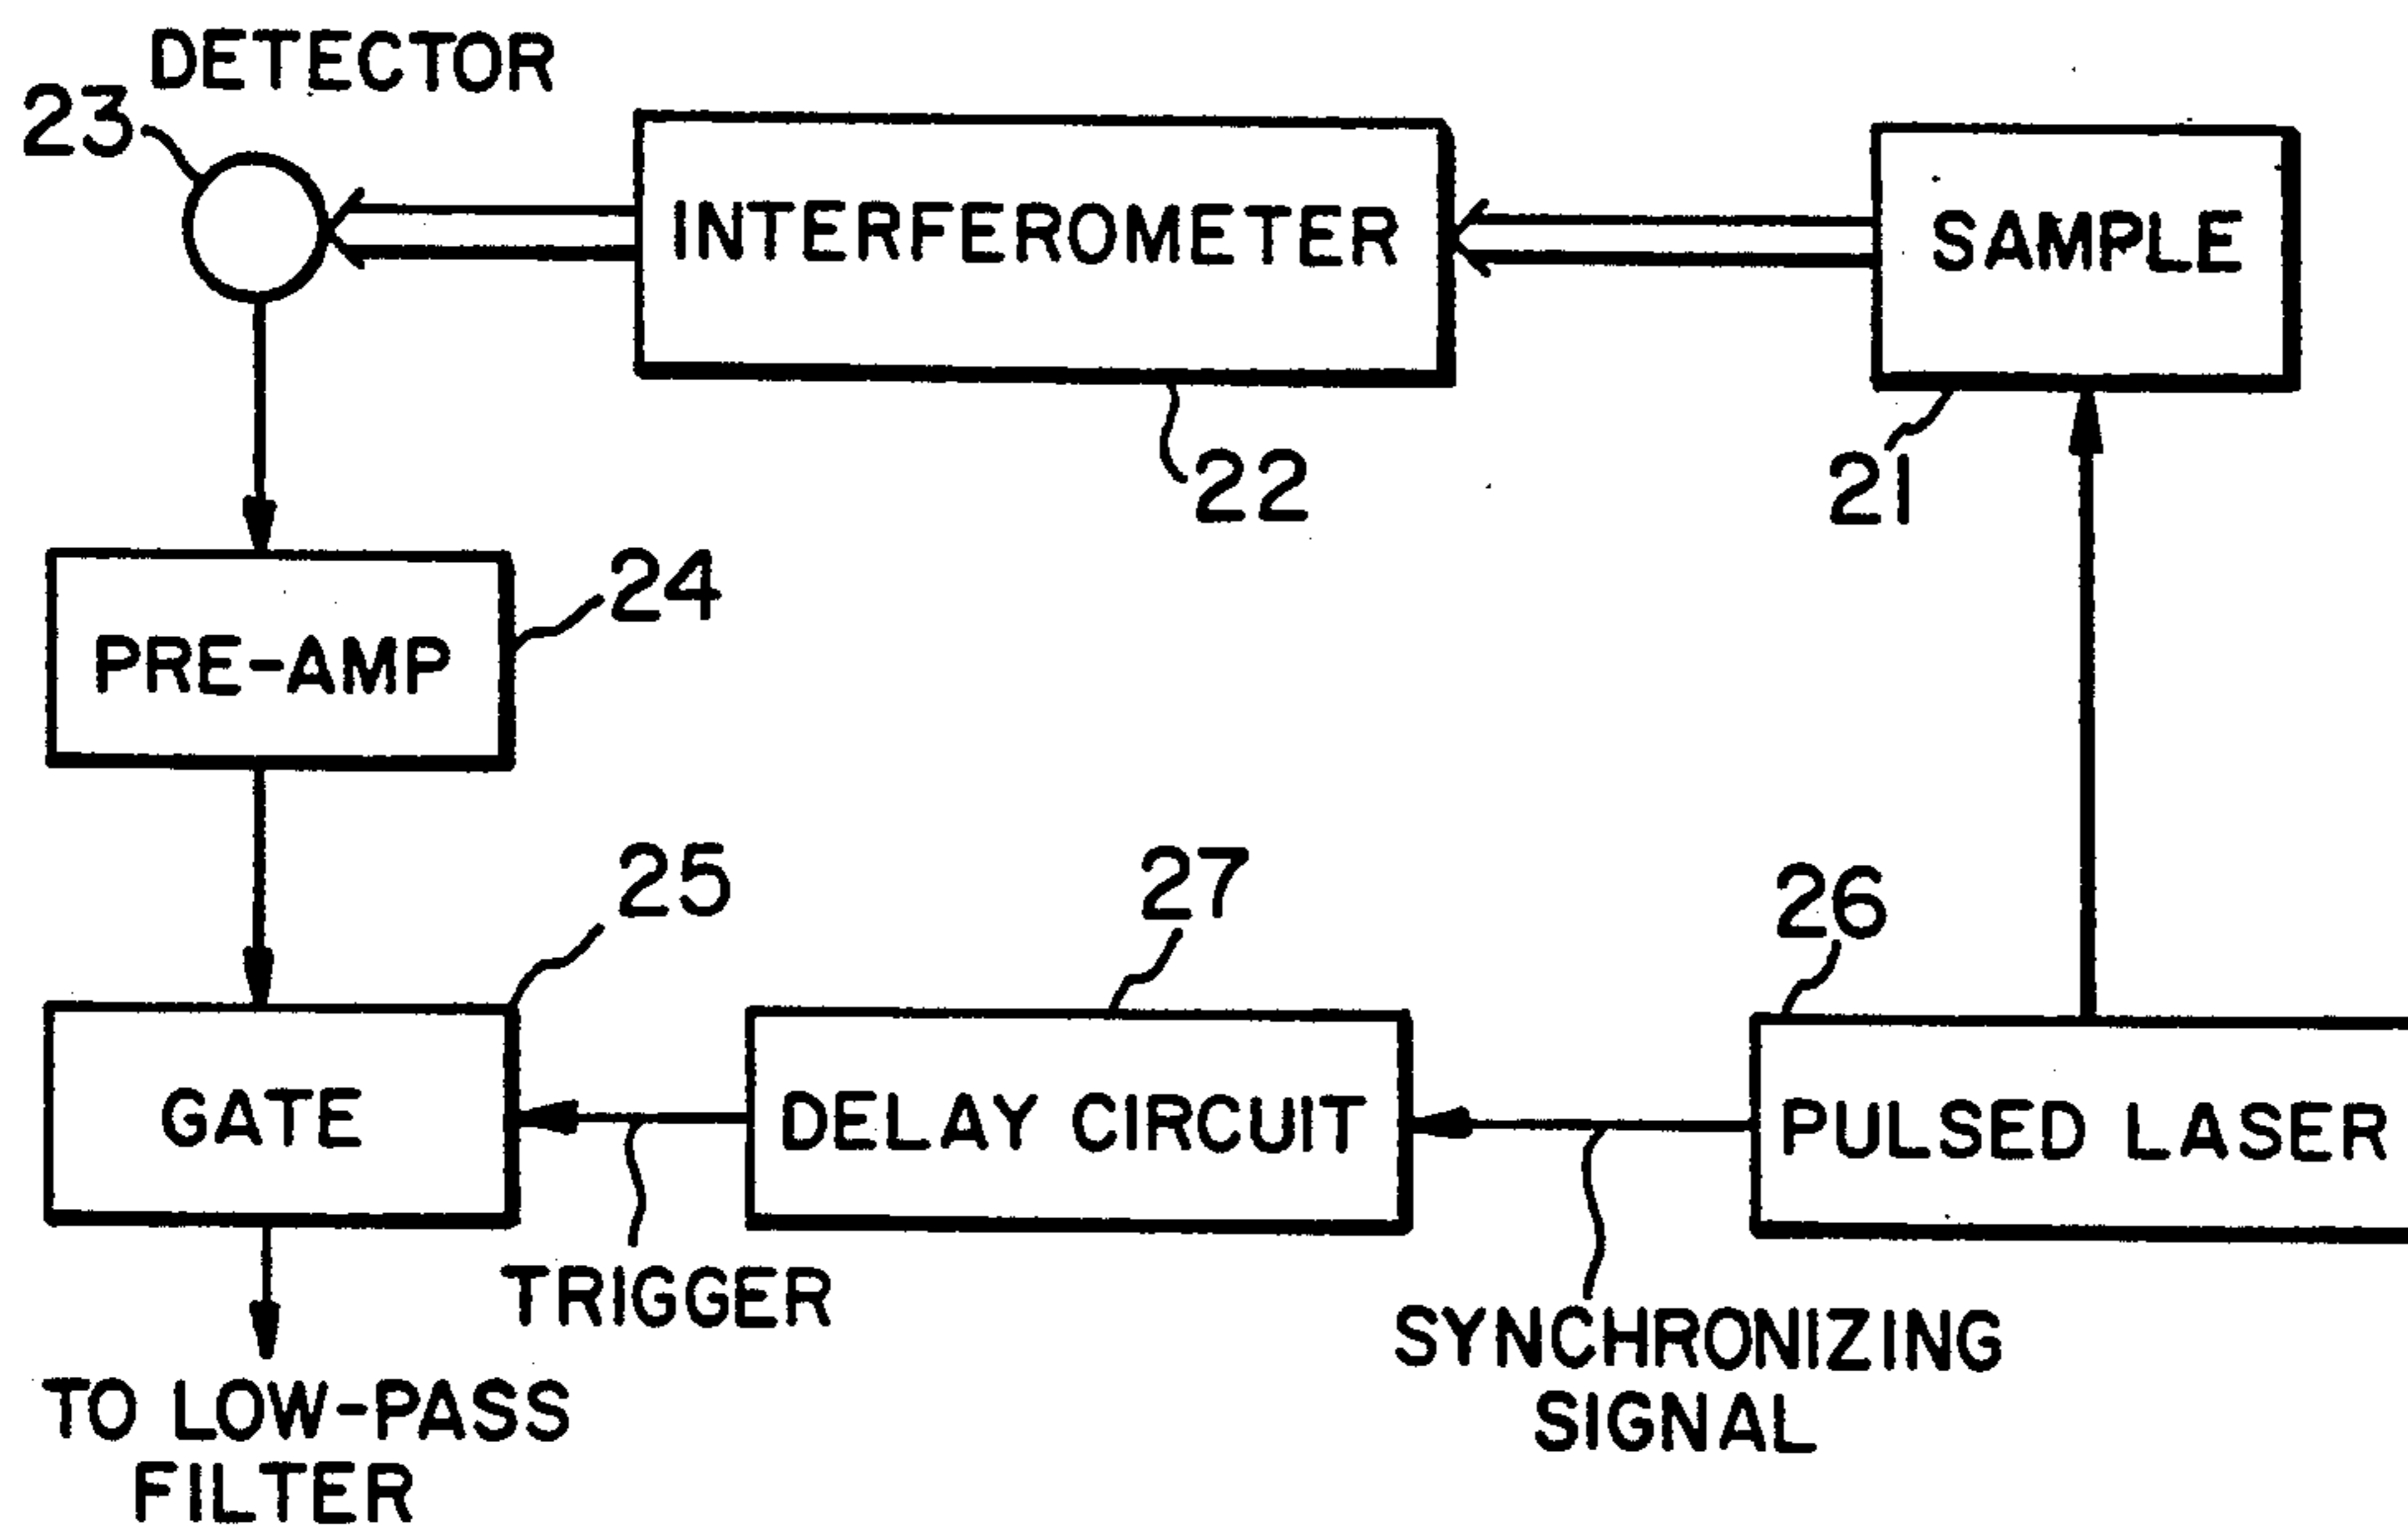 DETECTOR
23
INTERFEROMETER
SAMPLE
22
21
24
PRE-AMP
25
27
26
GATE
DELAY CIRCUIT
PULSED LASER
TRIGGER
SYNCHRONIZING
SIGNAL
TO LOW-PASS
FILTER